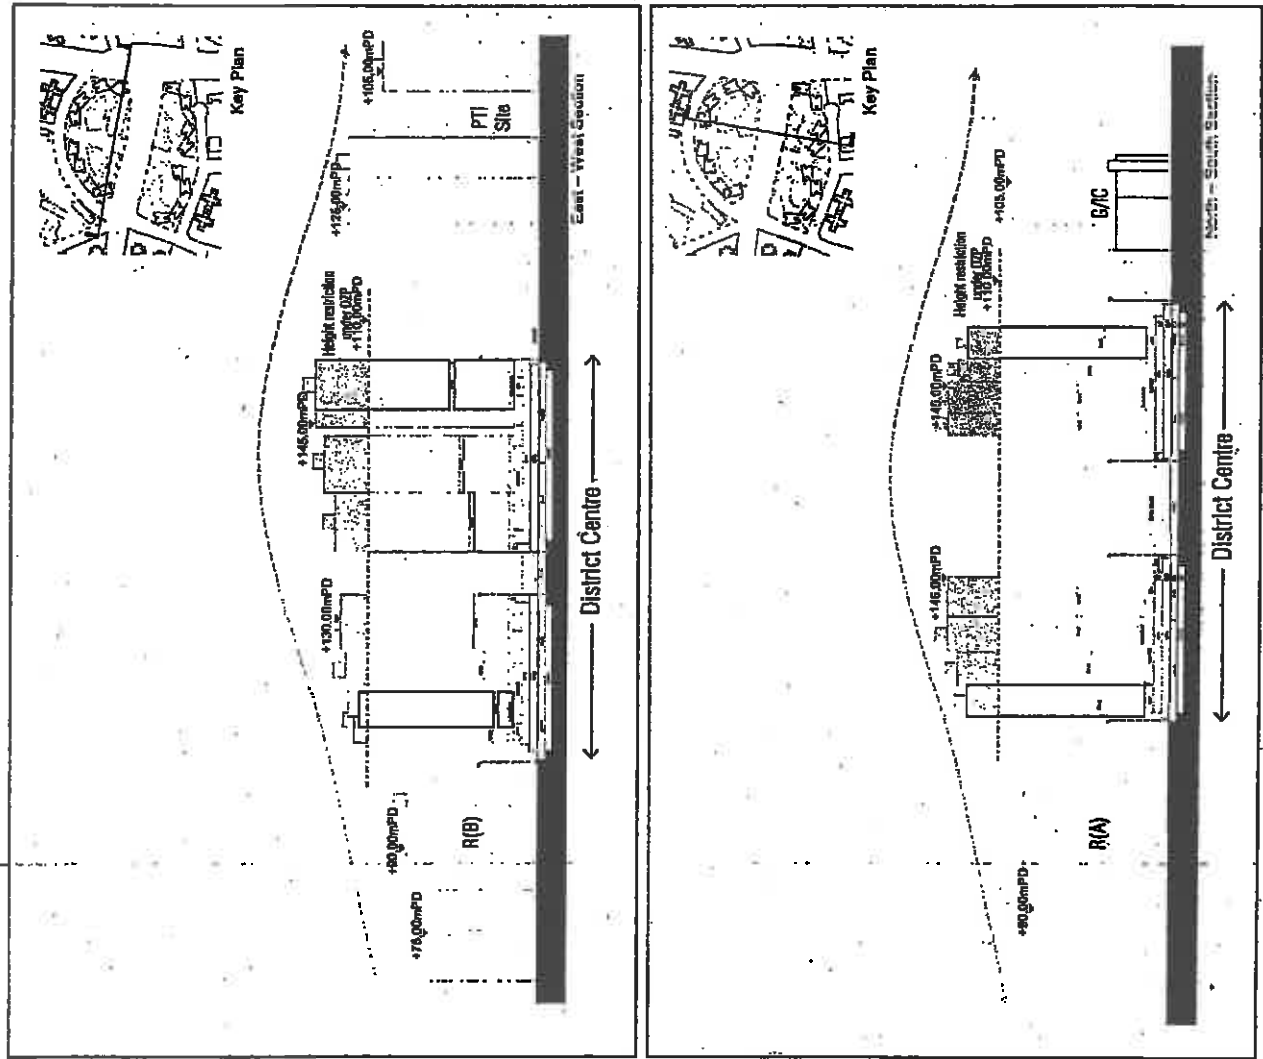 Key Plan
+105.00mPD
PTI
Site
East – West Section
+125.00mPD
Height restriction
under OZP
+110.00mPD
+145.00mPD
+130.00mPD
District Centre
+90.00mPD
R(B)
+75.00mPD
Key Plan
North – South Section
+105.00mPD
G/IC
Height restriction
under OZP
+110.00mPD
+145.00mPD
+145.00mPD
District Centre
R(A)
+90.00mPD